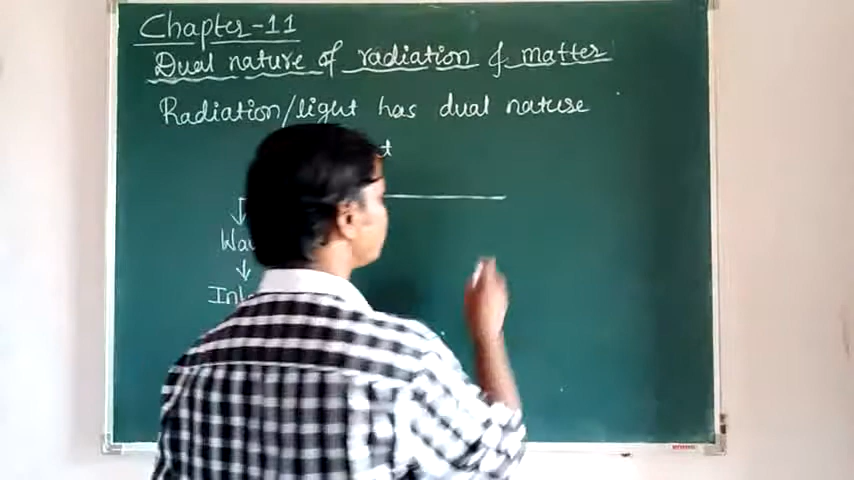 Chapter-11
Dual nature of radiation & matter
Radiation/light has dual nature